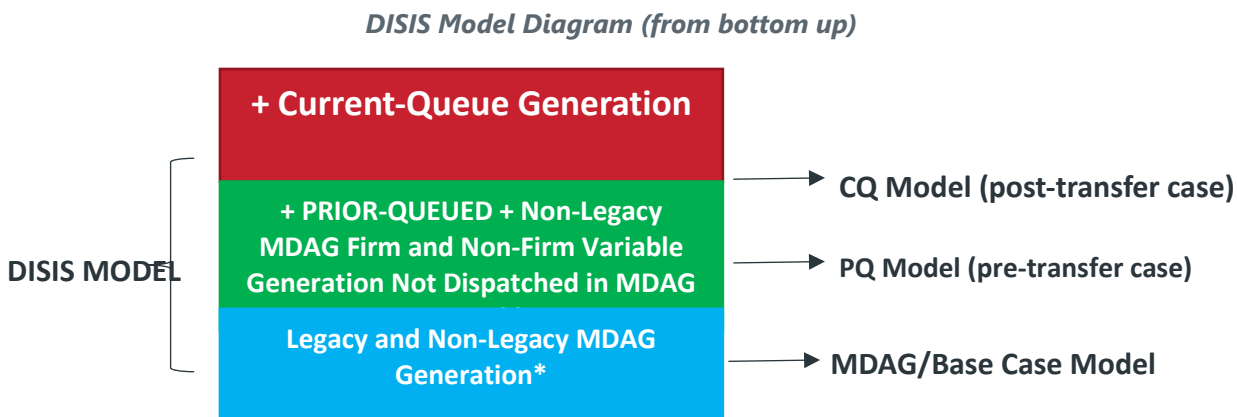 DISIS Model Diagram (from bottom up)
+ Current-Queue Generation
CQ Model (post-transfer case)
+ PRIOR-QUEUED + Non-Legacy
MDAG Firm and Non-Firm Variable
Generation Not Dispatched in MDAG
DISIS MODEL
PQ Model (pre-transfer case)
Legacy and Non-Legacy MDAG
Generation*
MDAG/Base Case Model